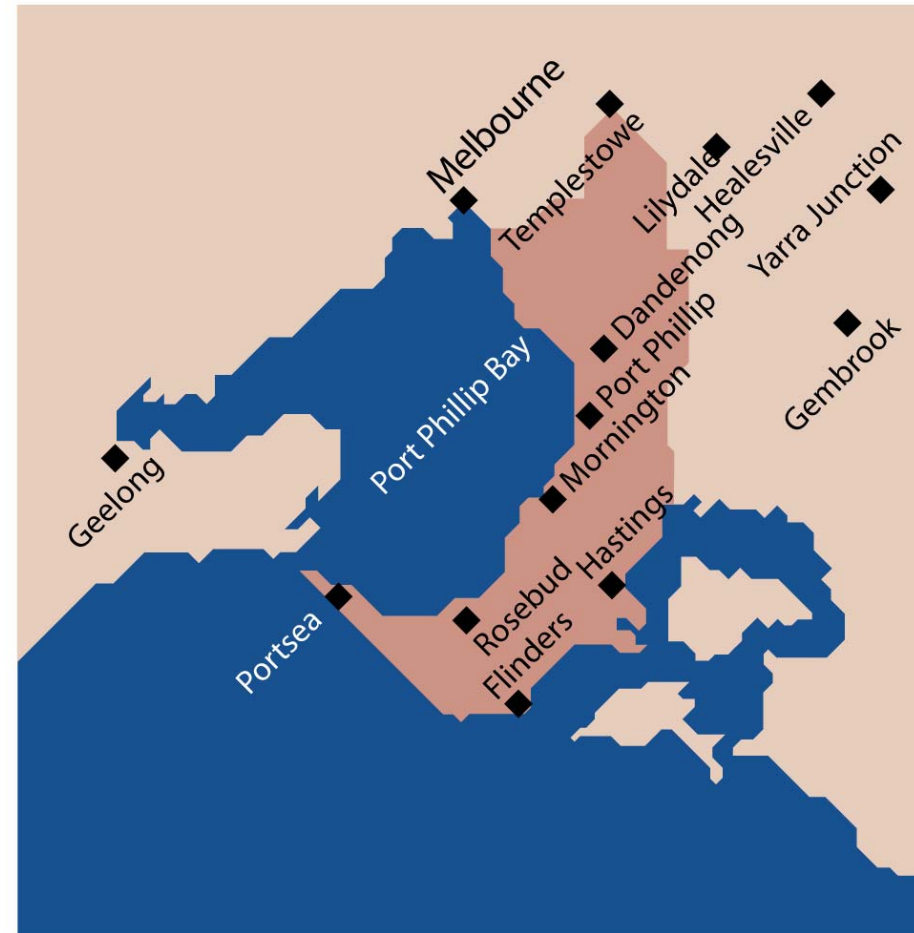 Melbourne
Templestowe
Lilydale
Healesville
Yarra Junction
Dandenong
Port Phillip
Gembrook
Port Phillip Bay
Mornington
Geelong
Hastings
Portsea
Rosebud
Flinders